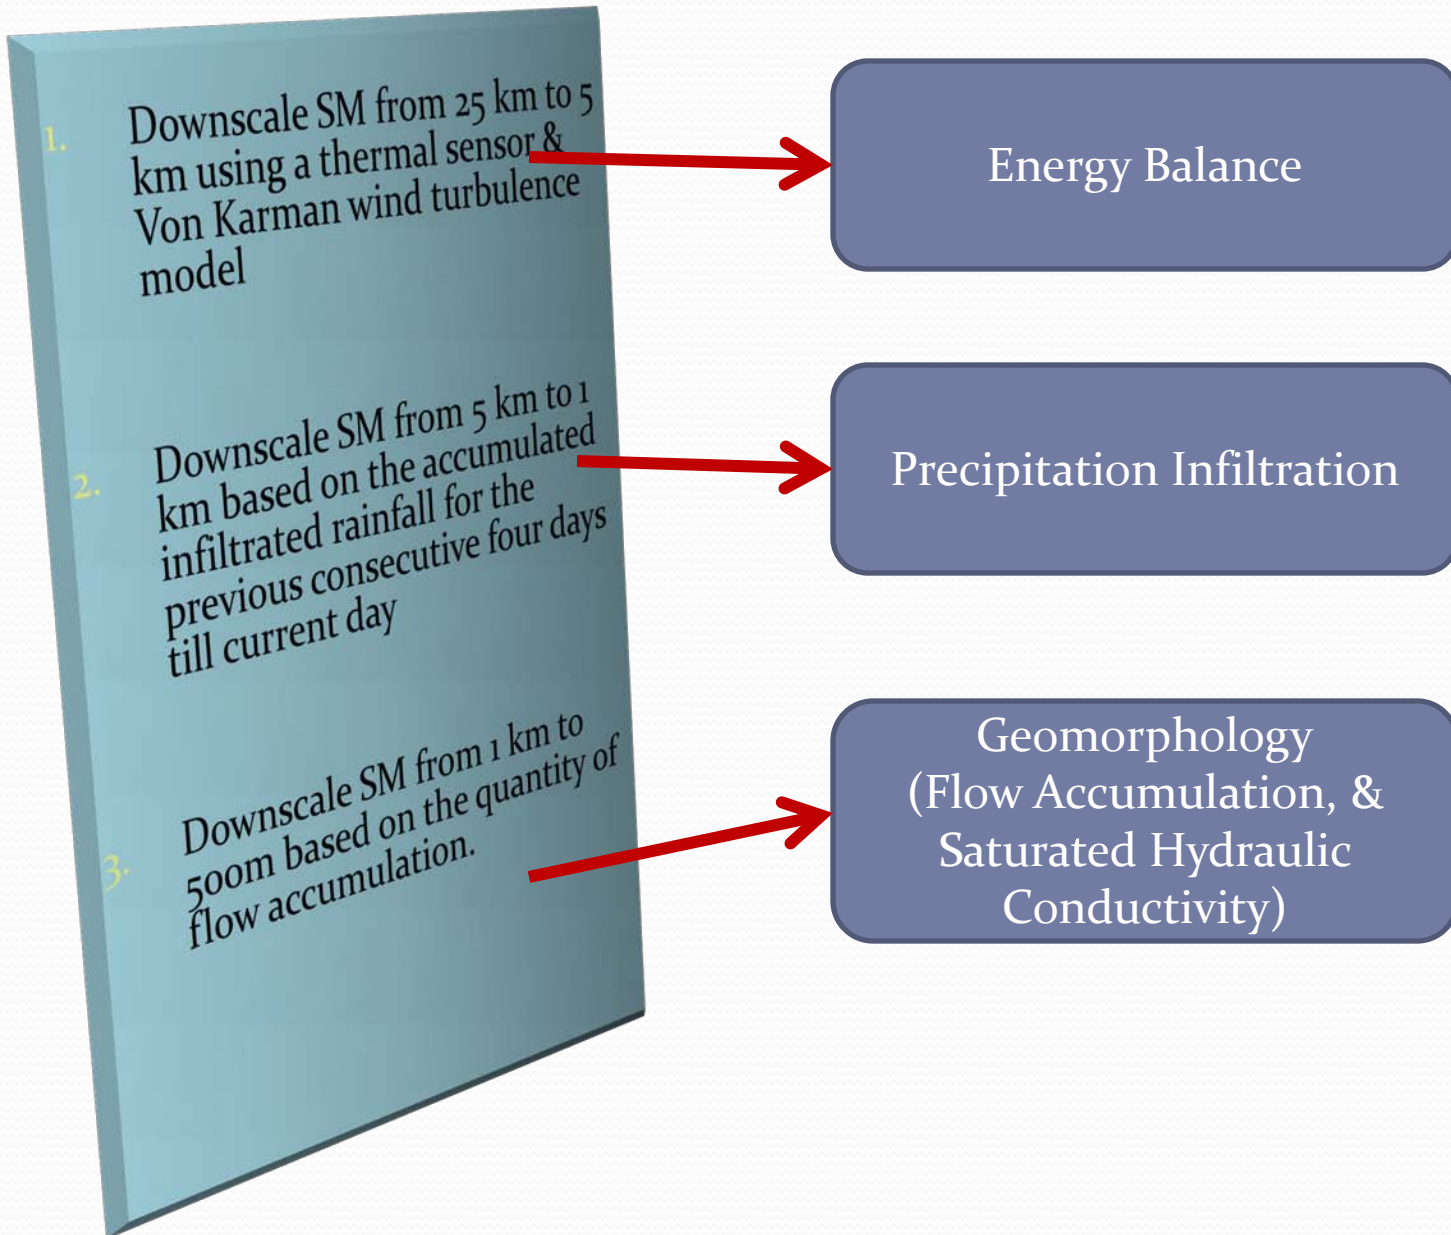 1. Downscale SM from 25 km to 5
km using a thermal sensor &
Von Karman wind turbulence
model
Energy Balance
2. Downscale SM from 5 km to 1
km based on the accumulated
infiltrated rainfall for the
previous consecutive four days
till current day
Precipitation Infiltration
3. Downscale SM from 1 km to
500m based on the quantity of
flow accumulation.
Geomorphology
(Flow Accumulation, &
Saturated Hydraulic
Conductivity)